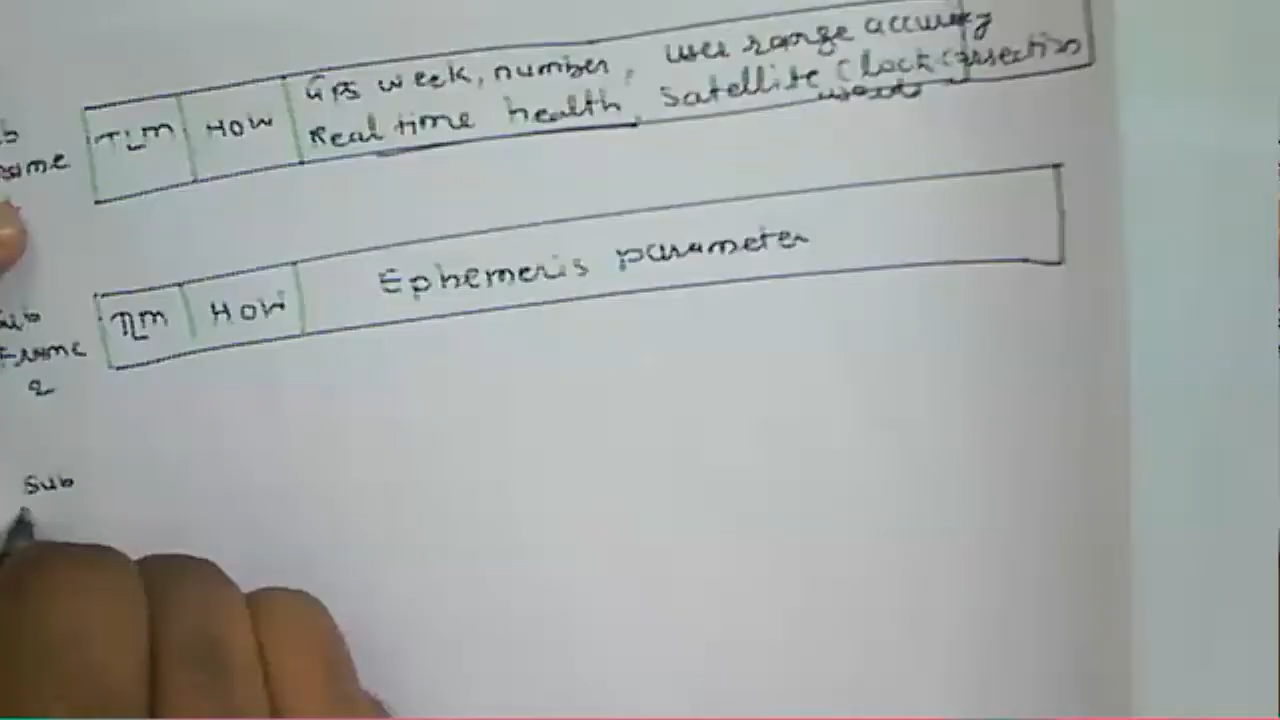 GPS week, number, user range accuracy
TLM HOW Real time health, satellite clock correction
Ephemeris parameter
TLM HOW
Sub
Frame
2
Sub